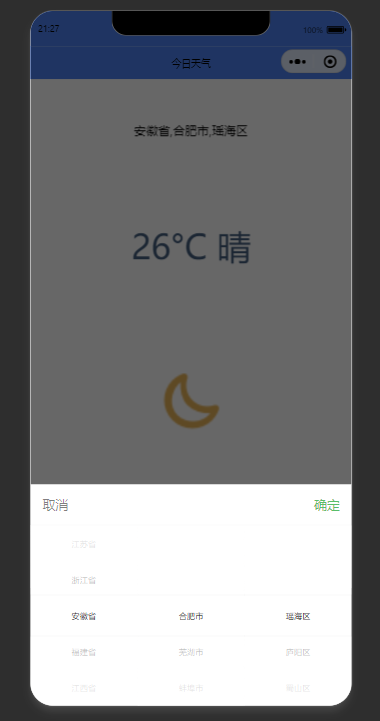 21:27 100%
今日天气
安徽省,合肥市,瑶海区
26°C 晴
取消 确定
江苏省
浙江省
安徽省 合肥市 瑶海区
福建省 芜湖市 庐阳区
江西省 蚌埠市 蜀山区